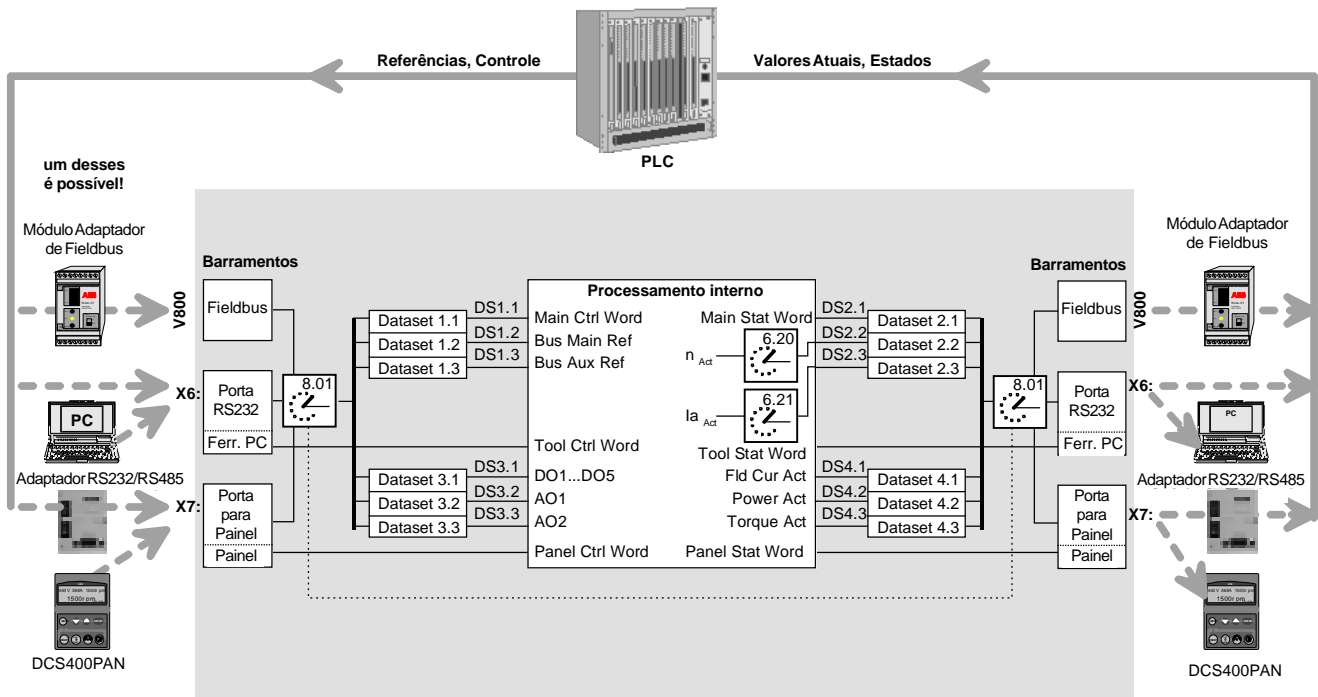 Referências, Controle
Valores Atuais, Estados
PLC
um desses
é possível!
Módulo Adaptador
de Fieldbus
ABB
V800
Barramentos
Fieldbus
X6:
Porta
RS232
Ferr. PC
PC
Adaptador RS232/RS485
X7:
Porta
para
Painel
Painel
1500r pm
DCS400PAN
8.01
Dataset 1.1
Dataset 1.2
Dataset 1.3
DS1.1
DS1.2
DS1.3
Dataset 3.1
Dataset 3.2
Dataset 3.3
DS3.1
DS3.2
DS3.3
Processamento interno
Main Ctrl Word
Bus Main Ref
Bus Aux Ref
Tool Ctrl Word
DO1...DO5
AO1
AO2
Panel Ctrl Word
Main Stat Word
n Act
6.20
Ia Act
6.21
Tool Stat Word
Fld Cur Act
Power Act
Torque Act
Panel Stat Word
DS2.1
DS2.2
DS2.3
Dataset 2.1
Dataset 2.2
Dataset 2.3
DS4.1
DS4.2
DS4.3
Dataset 4.1
Dataset 4.2
Dataset 4.3
8.01
Barramentos
Fieldbus
Porta
RS232
Ferr. PC
Porta
para
Painel
Painel
Módulo Adaptador
de Fieldbus
ABB
V800
X6:
PC
Adaptador RS232/RS485
X7:
1500r pm
DCS400PAN